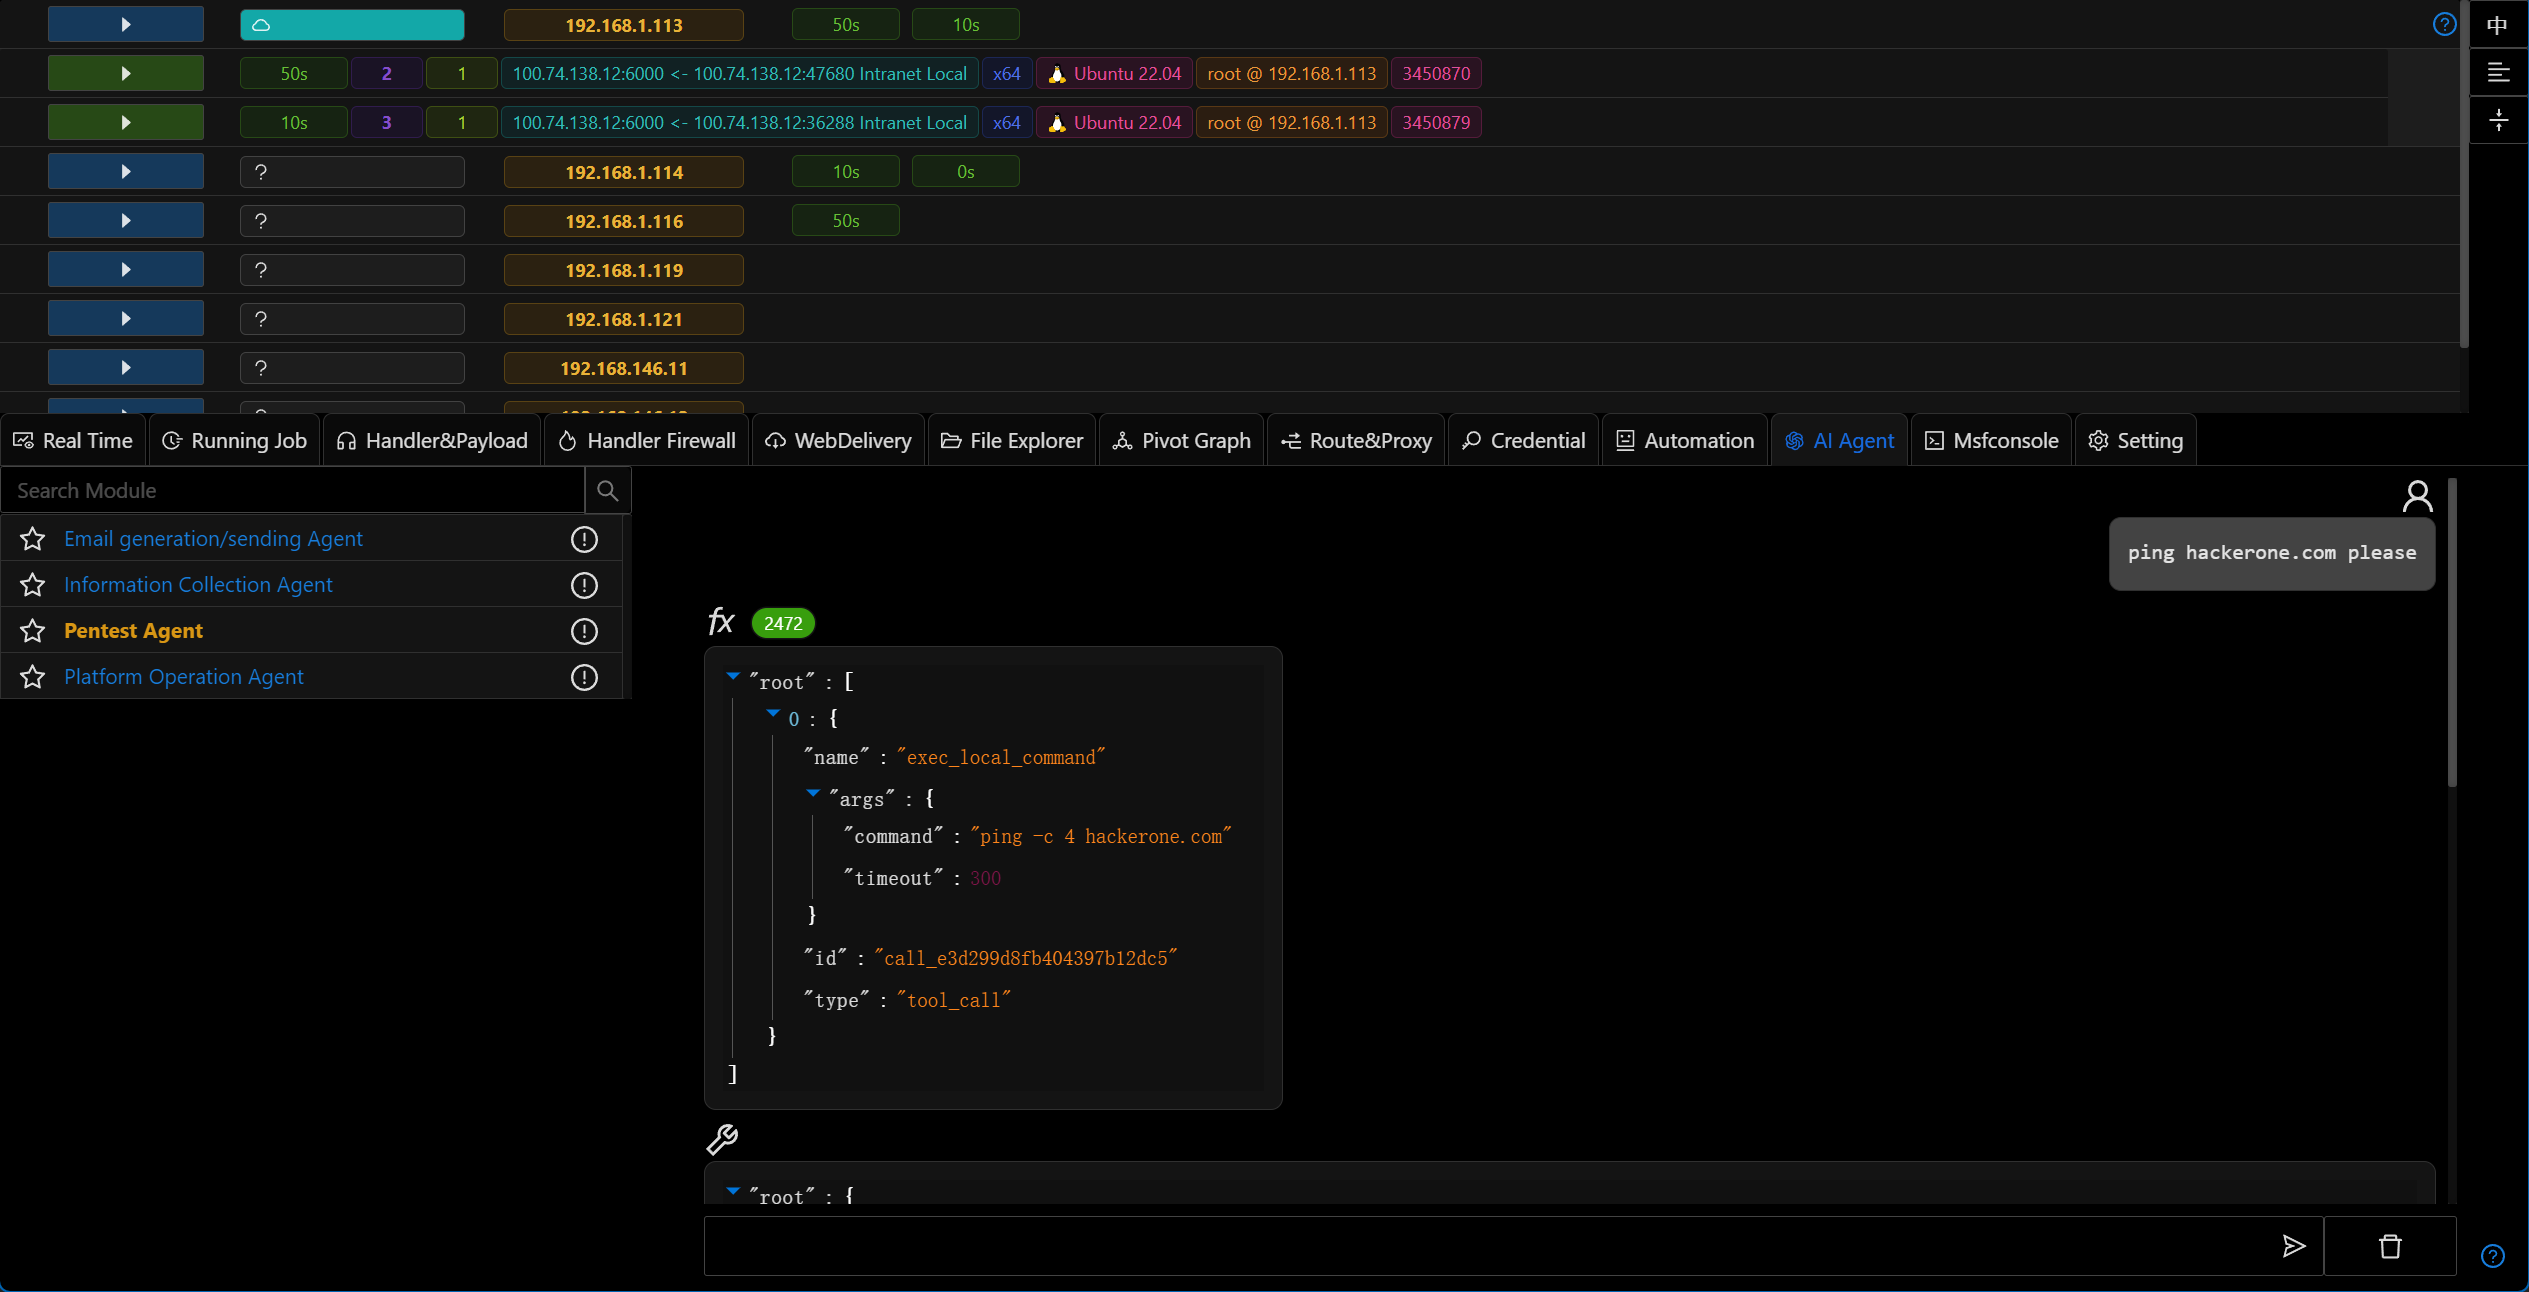 192.168.1.113 50s 10s
中
50s 2 1 100.74.138.12:6000 <- 100.74.138.12:47680 Intranet Local x64 Ubuntu 22.04 root @ 192.168.1.113 3450870
10s 3 1 100.74.138.12:6000 <- 100.74.138.12:36288 Intranet Local x64 Ubuntu 22.04 root @ 192.168.1.113 3450879
? 192.168.1.114 10s 0s
? 192.168.1.116 50s
? 192.168.1.119
? 192.168.1.121
? 192.168.146.11
Real Time Running Job Handler&Payload Handler Firewall WebDelivery File Explorer Pivot Graph Route&Proxy Credential Automation AI Agent Msfconsole Setting
Search Module
Email generation/sending Agent
Information Collection Agent
Pentest Agent
Platform Operation Agent
ping hackerone.com please
fx 2472
"root" : [
0 : {
"name" : "exec_local_command"
"args" : {
"command" : "ping -c 4 hackerone.com"
"timeout" : 300
}
"id" : "call_e3d299d8fb404397b12dc5"
"type" : "tool_call"
}
]
"root" : {